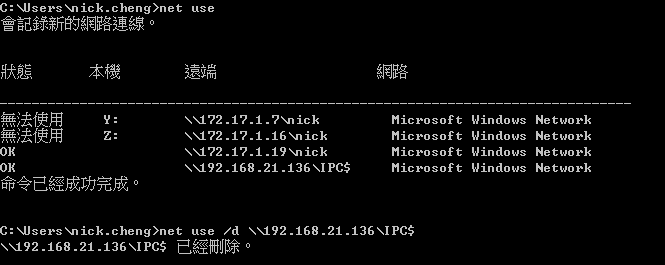 C:\Users\nick.cheng>net use
會記錄新的網路連線。
狀態 本機 遠端 網路
-------------------------------------------------------------------------------
無法使用 Y: \\172.17.1.7\nick Microsoft Windows Network
無法使用 Z: \\172.17.1.16\nick Microsoft Windows Network
OK \\172.17.1.19\nick Microsoft Windows Network
OK \\192.168.21.136\IPC$ Microsoft Windows Network
命令已經成功完成。
C:\Users\nick.cheng>net use /d \\192.168.21.136\IPC$
\\192.168.21.136\IPC$ 已經刪除。